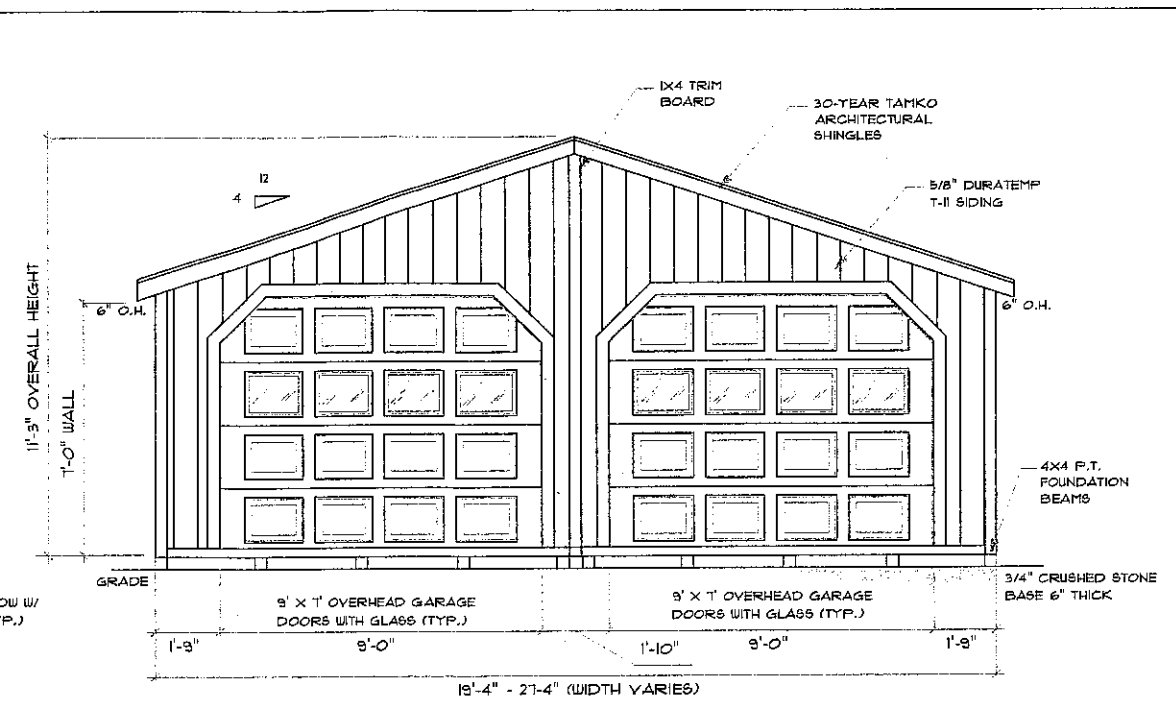 1X4 TRIM
BOARD
30-YEAR TAMKO
ARCHITECTURAL
SHINGLES
12
4
5/8" DURATEMP
T-11 SIDING
6" O.H.
6" O.H.
11'-3" OVERALL HEIGHT
7'-0" WALL
4X4 P.T.
FOUNDATION
BEAMS
GRADE
3/4" CRUSHED STONE
BASE 6" THICK
9' X 7' OVERHEAD GARAGE
DOORS WITH GLASS (TYP.)
9' X 7' OVERHEAD GARAGE
DOORS WITH GLASS (TYP.)
W/
1'-9"
9'-0"
1'-10"
9'-0"
1'-9"
19'-4" - 27'-4" (WIDTH VARIES)